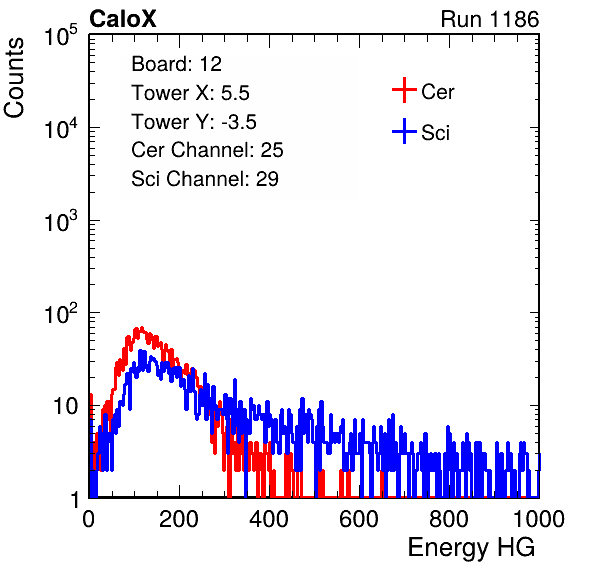 CaloX Run 1186
Counts
10^5
10^4
10^3
10^2
10
1
Board: 12
Tower X: 5.5
Tower Y: -3.5
Cer Channel: 25
Sci Channel: 29
Cer
Sci
0 200 400 600 800 1000
Energy HG